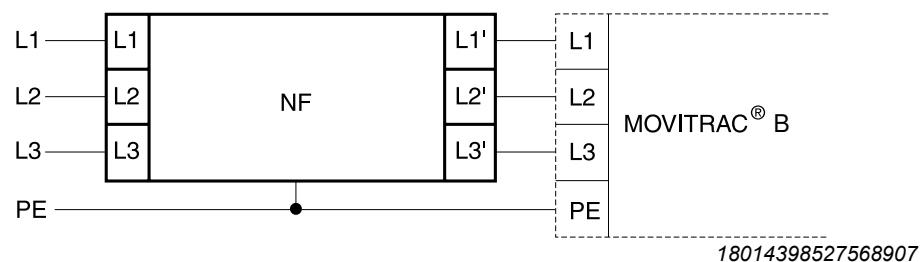 L1 L1 L1' L1
L2 L2 NF L2' L2 MOVITRAC® B
L3 L3 L3' L3
PE PE
18014398527568907